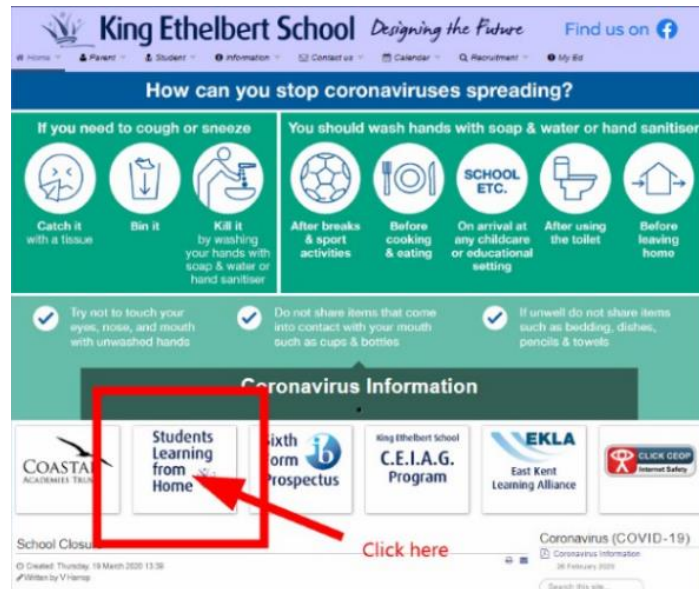 King Ethelbert School Designing the Future Find us on
Home Parent Student Information Contact us Calendar Recruitment My Ed
How can you stop coronaviruses spreading?
If you need to cough or sneeze
Catch it
with a tissue
Bin it
Kill it
by washing
your hands with
soap & water or
hand sanitiser
You should wash hands with soap & water or hand sanitiser
After breaks
& sport
activities
Before
cooking
& eating
SCHOOL
ETC.
On arrival at
any childcare
or educational
setting
After using
the toilet
Before
leaving
home
Try not to touch your
eyes, nose, and mouth
with unwashed hands
Do not share items that come
into contact with your mouth
such as cups & bottles
If unwell do not share items
such as bedding, dishes,
pencils & towels
Coronavirus Information
COASTAL
ACADEMIES TRUST
Students
Learning
from
Home
Sixth
Form
Prospectus
King Ethelbert School
C.E.I.A.G.
Program
EKLA
East Kent
Learning Alliance
CLICK CEOP
Internet Safety
Click here
School Closure
Created: Thursday, 19 March 2020 13:39
Written by V
Coronavirus (COVID-19)
Coronavirus Information
26 February 2020
Search this site...